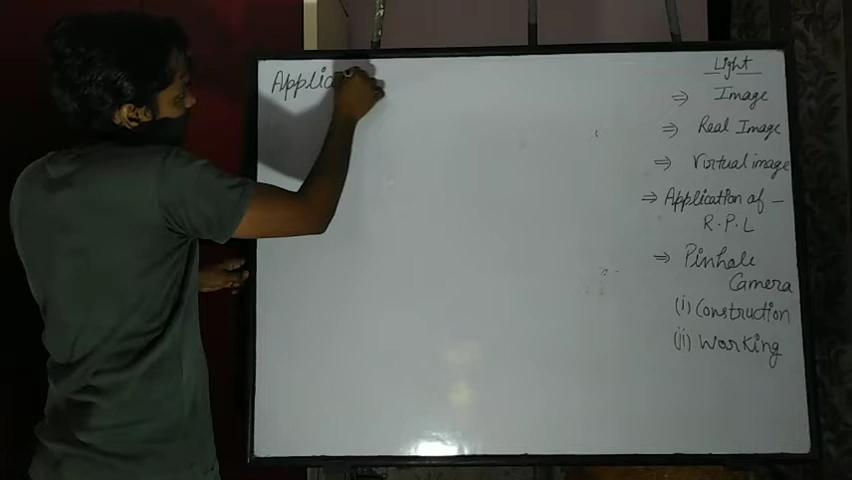 Applica
Light
⇒ Image
⇒ Real Image
⇒ Virtual image
⇒ Application of -
R.P.L
⇒ Pinhole
Camera
(i) Construction
(ii) Working